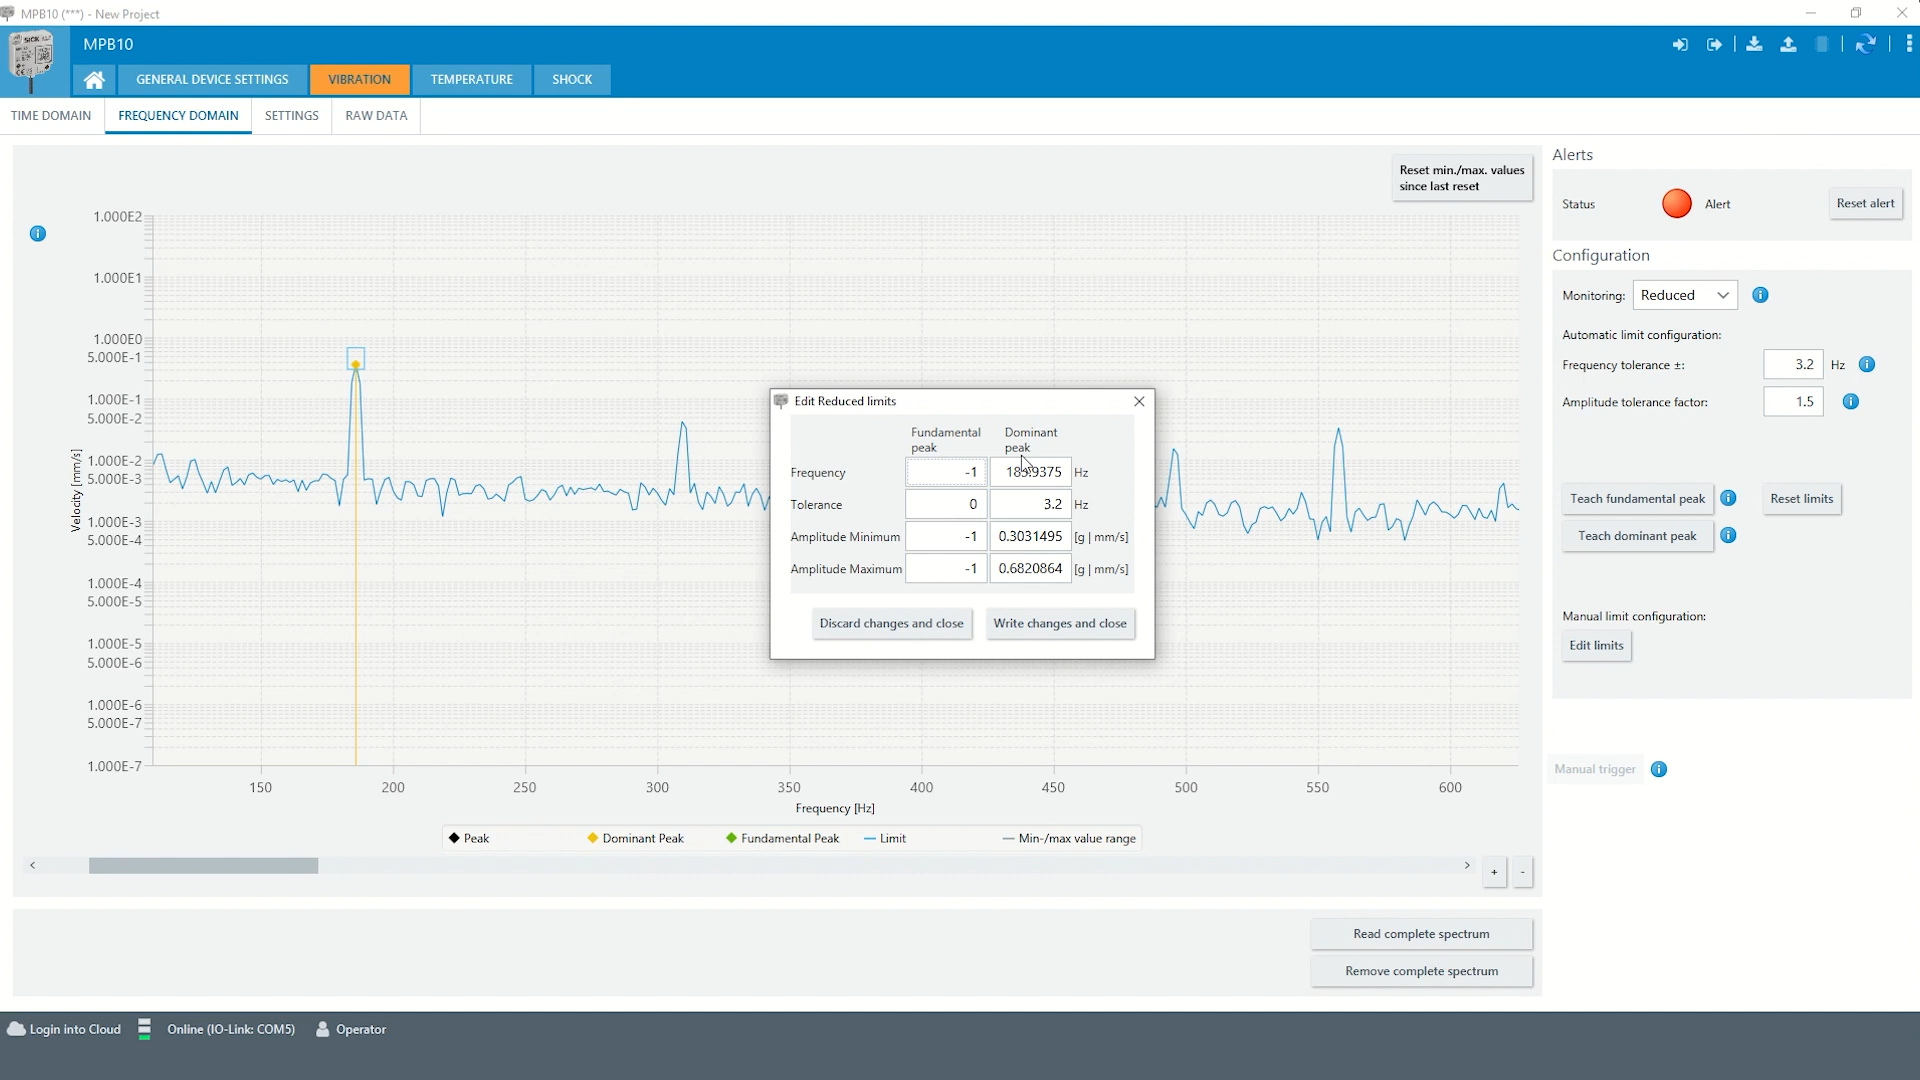 MPB10 (***) - New Project
MPB10
SICK
GENERAL DEVICE SETTINGS
VIBRATION
TEMPERATURE
SHOCK
TIME DOMAIN
FREQUENCY DOMAIN
SETTINGS
RAW DATA
Reset min./max. values
since last reset
1.000E2
1.000E1
1.000E0
5.000E-1
1.000E-1
5.000E-2
1.000E-2
5.000E-3
1.000E-3
5.000E-4
1.000E-4
5.000E-5
1.000E-5
5.000E-6
1.000E-6
5.000E-7
1.000E-7
Velocity [mm/s]
150 200 250 300 350 400 450 500 550 600
Frequency [Hz]
Peak
Dominant Peak
Fundamental Peak
Limit
Min-/max value range
+ -
Edit Reduced limits
Fundamental
peak
Dominant
peak
Frequency -1 Hz
Tolerance 0 3.2 Hz
Amplitude Minimum -1 0.3031495 [g | mm/s]
Amplitude Maximum -1 0.6820864 [g | mm/s]
Discard changes and close
Write changes and close
Alerts
Status
Alert
Reset alert
Configuration
Monitoring: Reduced
Automatic limit configuration:
Frequency tolerance ±: 3.2 Hz
Amplitude tolerance factor: 1.5
Teach fundamental peak
Reset limits
Teach dominant peak
Manual limit configuration:
Edit limits
Manual trigger
Read complete spectrum
Remove complete spectrum
Login into Cloud
Online (IO-Link: COM5)
Operator